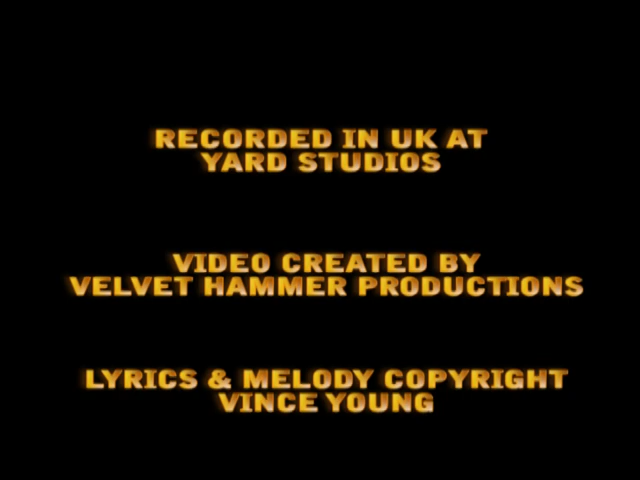 RECORDED IN UK AT
YARD STUDIOS
VIDEO CREATED BY
VELVET HAMMER PRODUCTIONS
LYRICS & MELODY COPYRIGHT
VINCE YOUNG